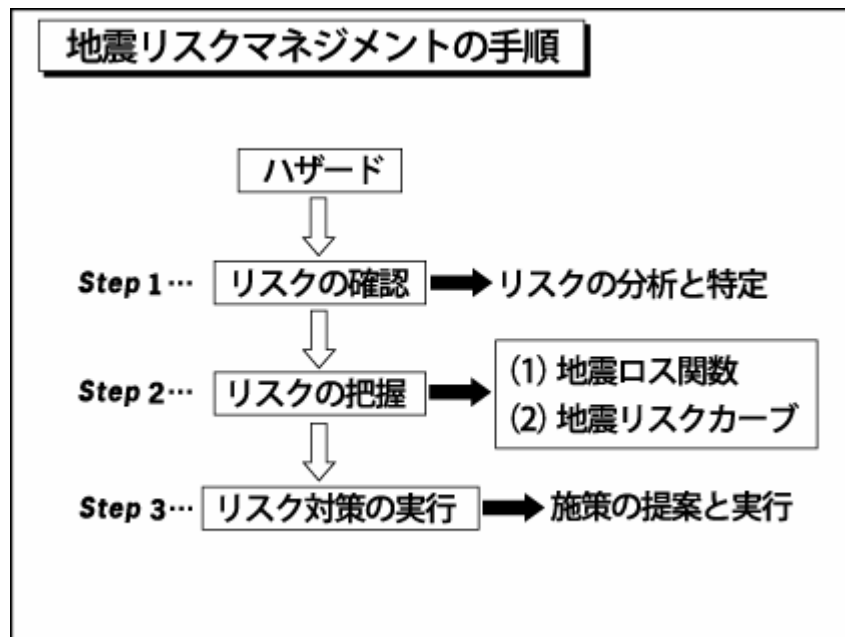 地震リスクマネジメントの手順
ハザード
Step 1… リスクの確認 リスクの分析と特定
Step 2… リスクの把握 (1) 地震ロス関数
(2) 地震リスクカーブ
Step 3… リスク対策の実行 施策の提案と実行